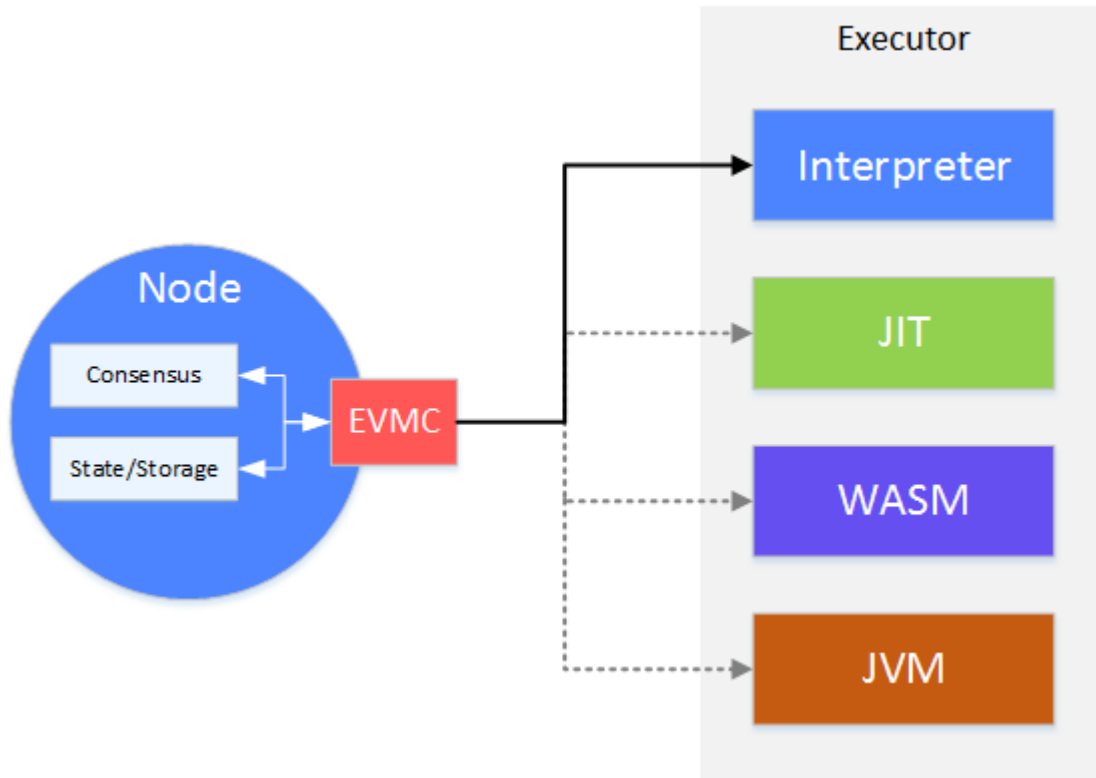 Executor
Interpreter
Node
JIT
Consensus
EVMC
State/Storage
WASM
JVM